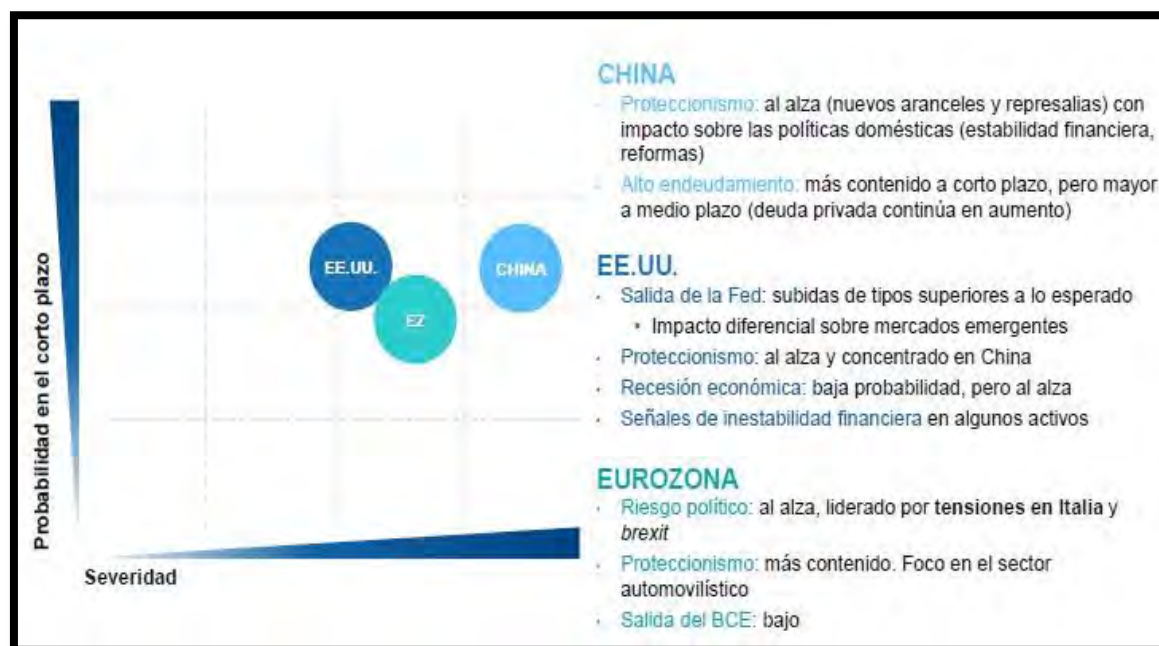 Probabilidad en el corto plazo
Severidad
EE.UU.
EZ
CHINA
CHINA
· Proteccionismo: al alza (nuevos aranceles y represalias) con
impacto sobre las políticas domésticas (estabilidad financiera,
reformas)
· Alto endeudamiento: más contenido a corto plazo, pero mayor
a medio plazo (deuda privada continúa en aumento)
EE.UU.
· Salida de la Fed: subidas de tipos superiores a lo esperado
• Impacto diferencial sobre mercados emergentes
· Proteccionismo: al alza y concentrado en China
· Recesión económica: baja probabilidad, pero al alza
· Señales de inestabilidad financiera en algunos activos
EUROZONA
· Riesgo político: al alza, liderado por tensiones en Italia y
brexit
· Proteccionismo: más contenido. Foco en el sector
automovilístico
· Salida del BCE: bajo